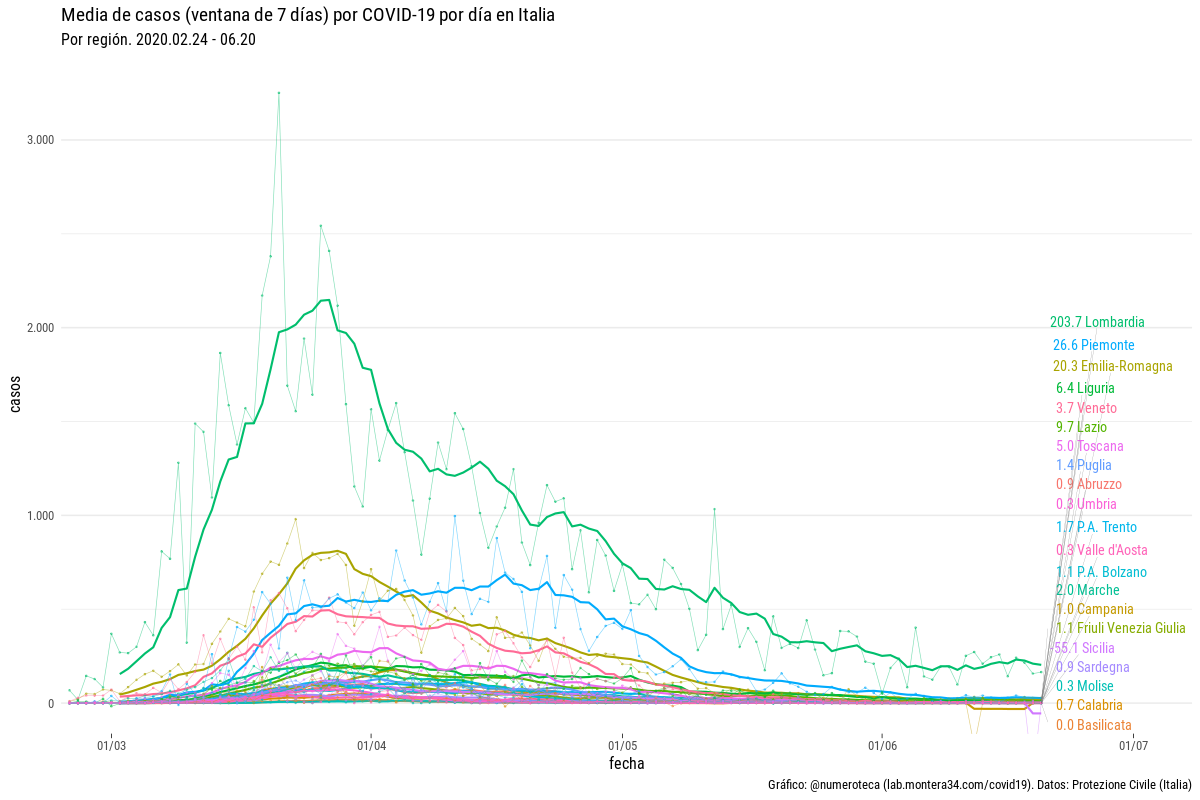 Media de casos (ventana de 7 días) por COVID-19 por día en Italia
Por región. 2020.02.24 - 06.20
casos
3.000
2.000
1.000
0
203.7 Lombardia
26.6 Piemonte
20.3 Emilia-Romagna
6.4 Liguria
3.7 Veneto
9.7 Lazio
5.0 Toscana
1.4 Puglia
0.9 Abruzzo
0.3 Umbria
1.7 P.A. Trento
0.3 Valle d'Aosta
1.1 P.A. Bolzano
2.0 Marche
1.0 Campania
1.1 Friuli Venezia Giulia
-55.1 Sicilia
0.9 Sardegna
0.3 Molise
0.7 Calabria
0.0 Basilicata
01/03
01/04
01/05
01/06
01/07
fecha
Gráfico: @numeroteca (lab.montera34.com/covid19). Datos: Protezione Civile (Italia)